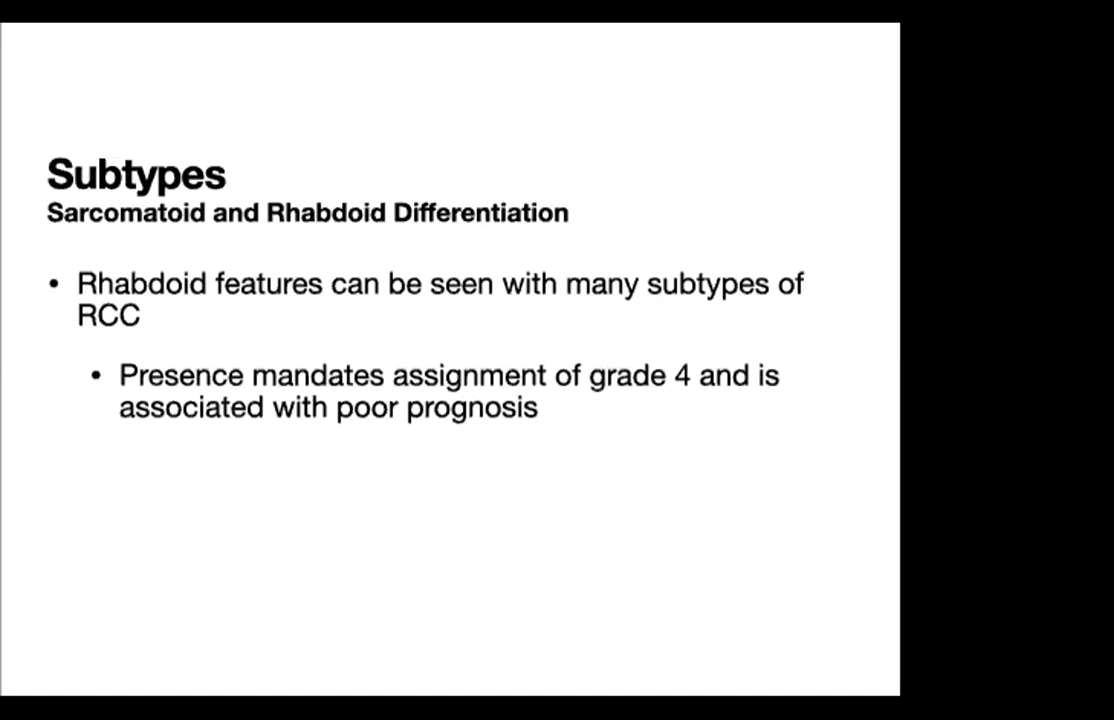 Subtypes
Sarcomatoid and Rhabdoid Differentiation
• Rhabdoid features can be seen with many subtypes of
RCC
• Presence mandates assignment of grade 4 and is
associated with poor prognosis